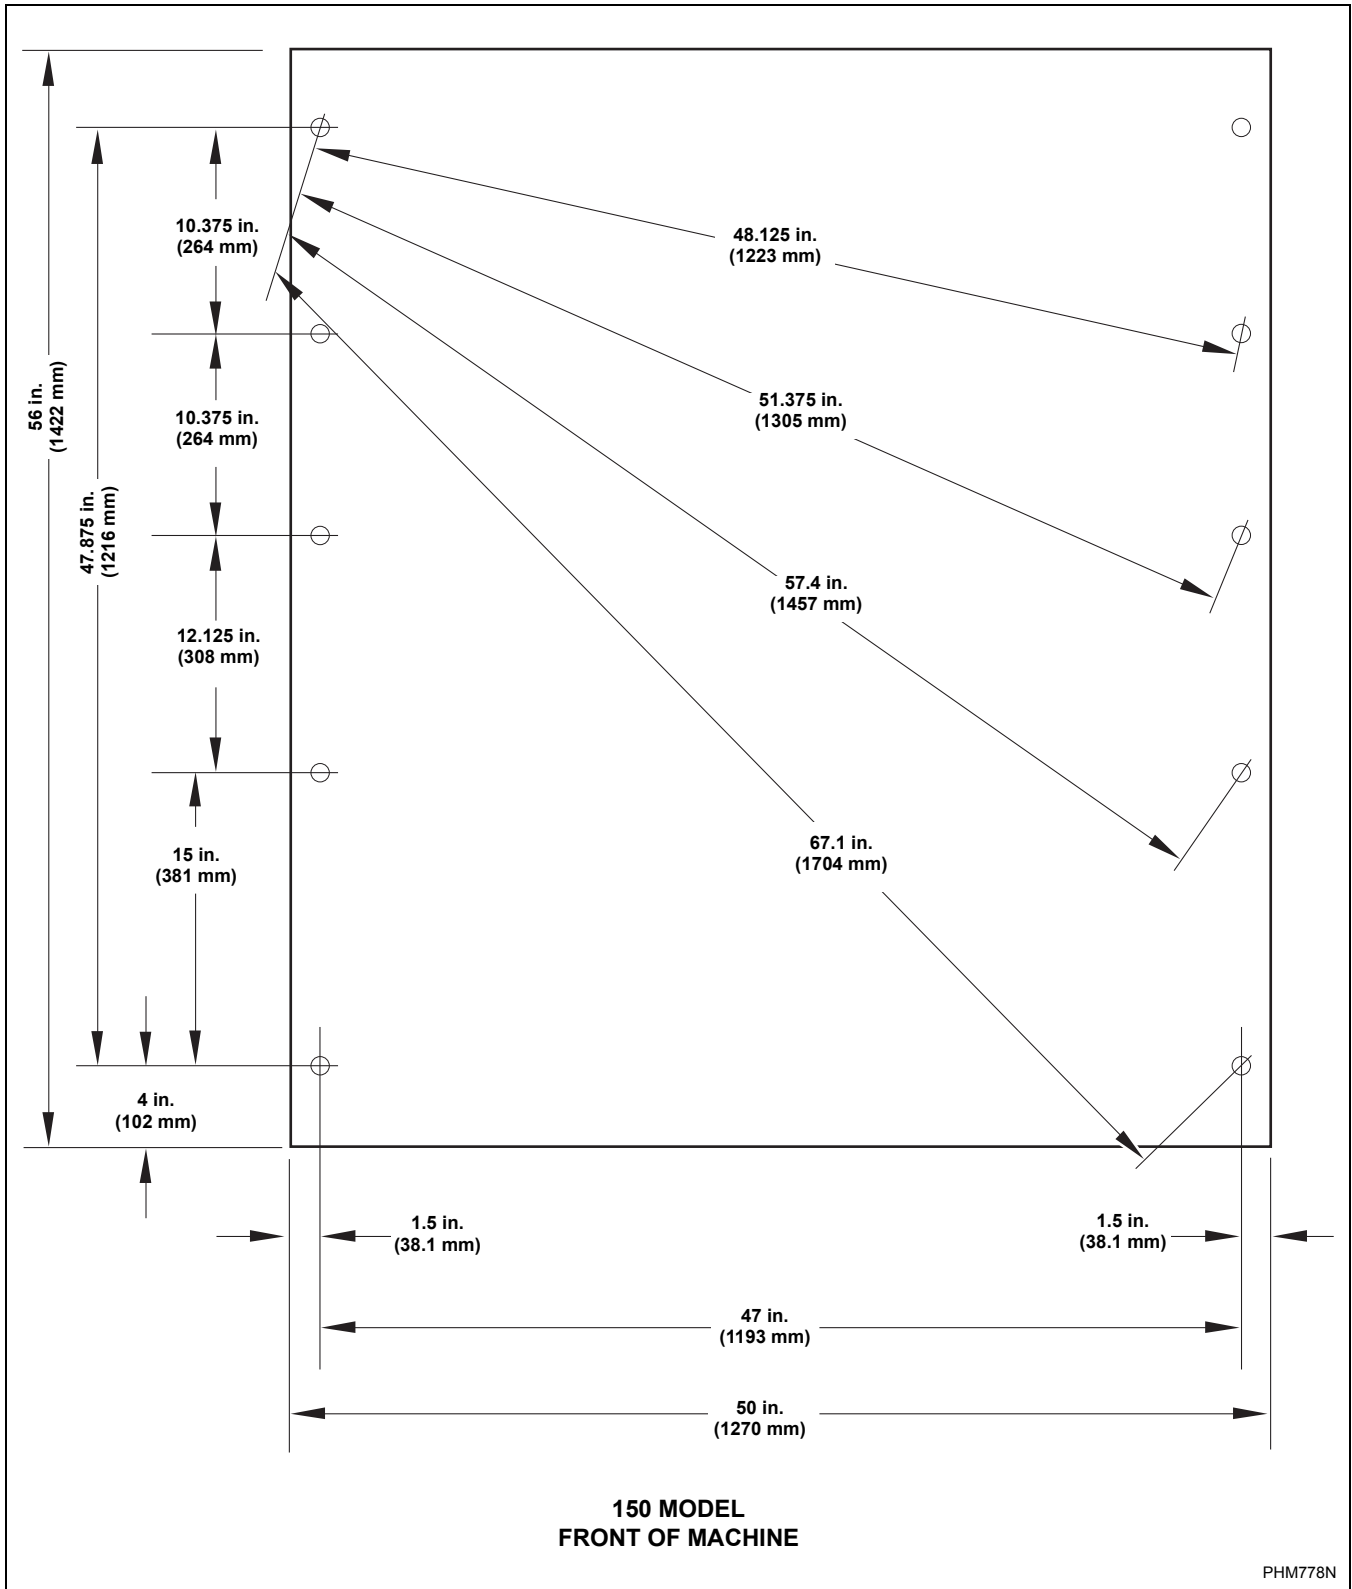 10.375 in.
(264 mm)
48.125 in.
(1223 mm)
56 in.
(1422 mm)
10.375 in.
(264 mm)
51.375 in.
(1305 mm)
47.875 in.
(1216 mm)
57.4 in.
(1457 mm)
12.125 in.
(308 mm)
15 in.
(381 mm)
67.1 in.
(1704 mm)
4 in.
(102 mm)
1.5 in.
(38.1 mm)
1.5 in.
(38.1 mm)
47 in.
(1193 mm)
50 in.
(1270 mm)
150 MODEL
FRONT OF MACHINE
PHM778N